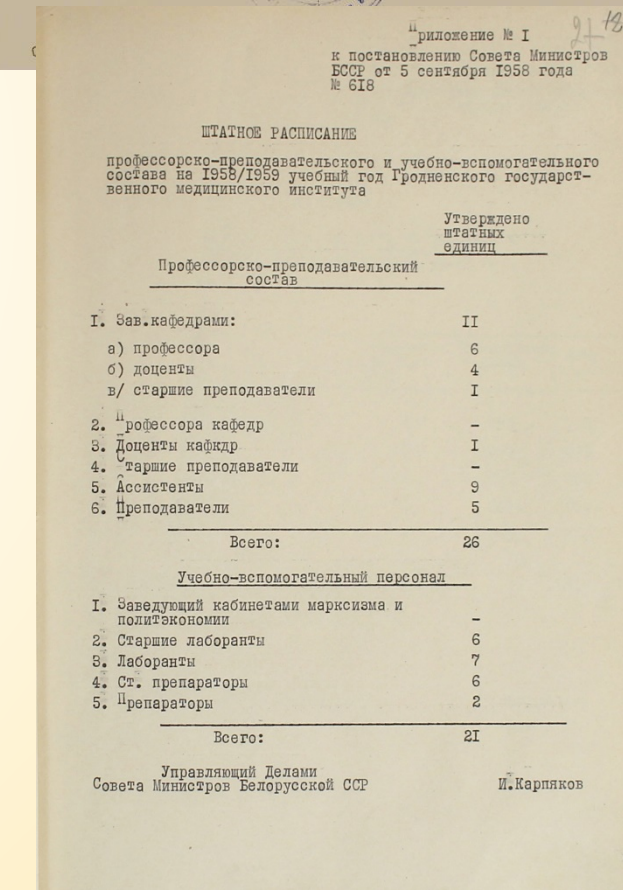 Приложение № I
к постановлению Совета Министров
БССР от 5 сентября I958 года
№ 6I8
ШТАТНОЕ РАСПИСАНИЕ
профессорско-преподавательского и учебно-вспомогательного
состава на I958/I959 учебный год Гродненского государст-
венного медицинского института
Утверждено
штатных
единиц
Профессорско-преподавательский
состав
I. Зав.кафедрами: II
а) профессора 6
б) доценты 4
в/ старшие преподаватели I
2. Профессора кафедр -
3. Доценты кафкдр I
4. Старшие преподаватели -
5. Ассистенты 9
6. Преподаватели 5
Всего: 26
Учебно-вспомогательный персонал
I. Заведующий кабинетами марксизма и
политэкономии -
2. Старшие лаборанты 6
3. Лаборанты 7
4. Ст. препараторы 6
5. Препараторы 2
Всего: 2I
Управляющий Делами
Совета Министров Белорусской ССР И.Карпяков